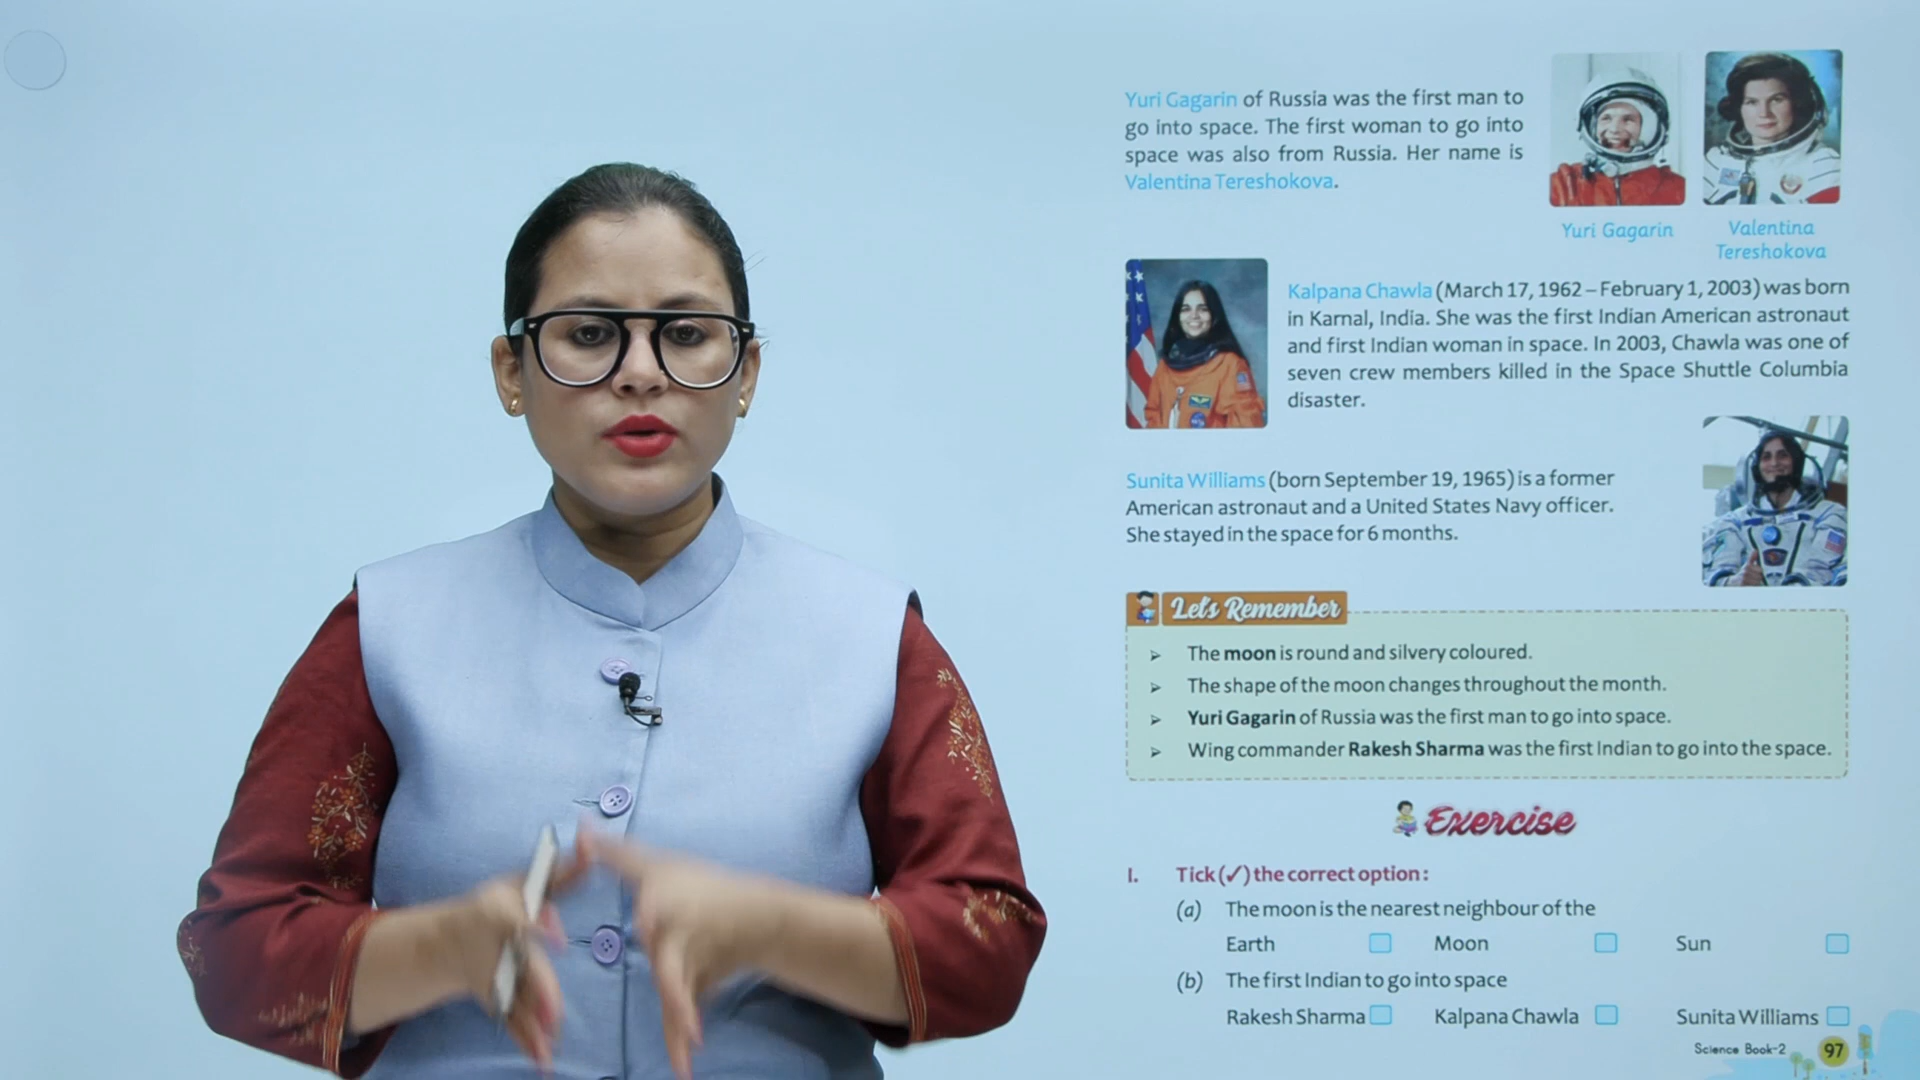 Yuri Gagarin of Russia was the first man to
go into space. The first woman to go into
space was also from Russia. Her name is
Valentina Tereshokova.
Yuri Gagarin
Valentina
Tereshokova
Kalpana Chawla (March 17, 1962 – February 1, 2003) was born
in Karnal, India. She was the first Indian American astronaut
and first Indian woman in space. In 2003, Chawla was one of
seven crew members killed in the Space Shuttle Columbia
disaster.
Sunita Williams (born September 19, 1965) is a former
American astronaut and a United States Navy officer.
She stayed in the space for 6 months.
Let's Remember
➢ The moon is round and silvery coloured.
➢ The shape of the moon changes throughout the month.
➢ Yuri Gagarin of Russia was the first man to go into space.
➢ Wing commander Rakesh Sharma was the first Indian to go into the space.
Exercise
I. Tick (✓) the correct option:
(a) The moon is the nearest neighbour of the
Earth Moon Sun
(b) The first Indian to go into space
Rakesh Sharma Kalpana Chawla Sunita Williams
Science Book-2 97